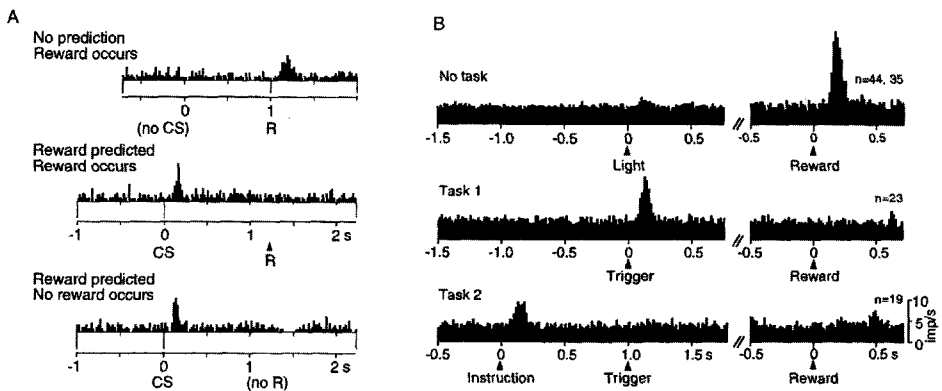 A
No prediction
Reward occurs
0 1
(no CS) R
Reward predicted
Reward occurs
-1 0 1 2 s
CS R
Reward predicted
No reward occurs
-1 0 1 2 s
CS (no R)
B
No task
n=44, 35
-1.5 -1.0 -0.5 0 0.5 // -0.5 0 0.5
Light Reward
Task 1
n=23
-1.5 -1.0 -0.5 0 0.5 // -0.5 0 0.5
Trigger Reward
Task 2
n=19
10
5
0
imp/s
-0.5 0 0.5 1.0 1.5 s // -0.5 0 0.5 s
Instruction Trigger Reward